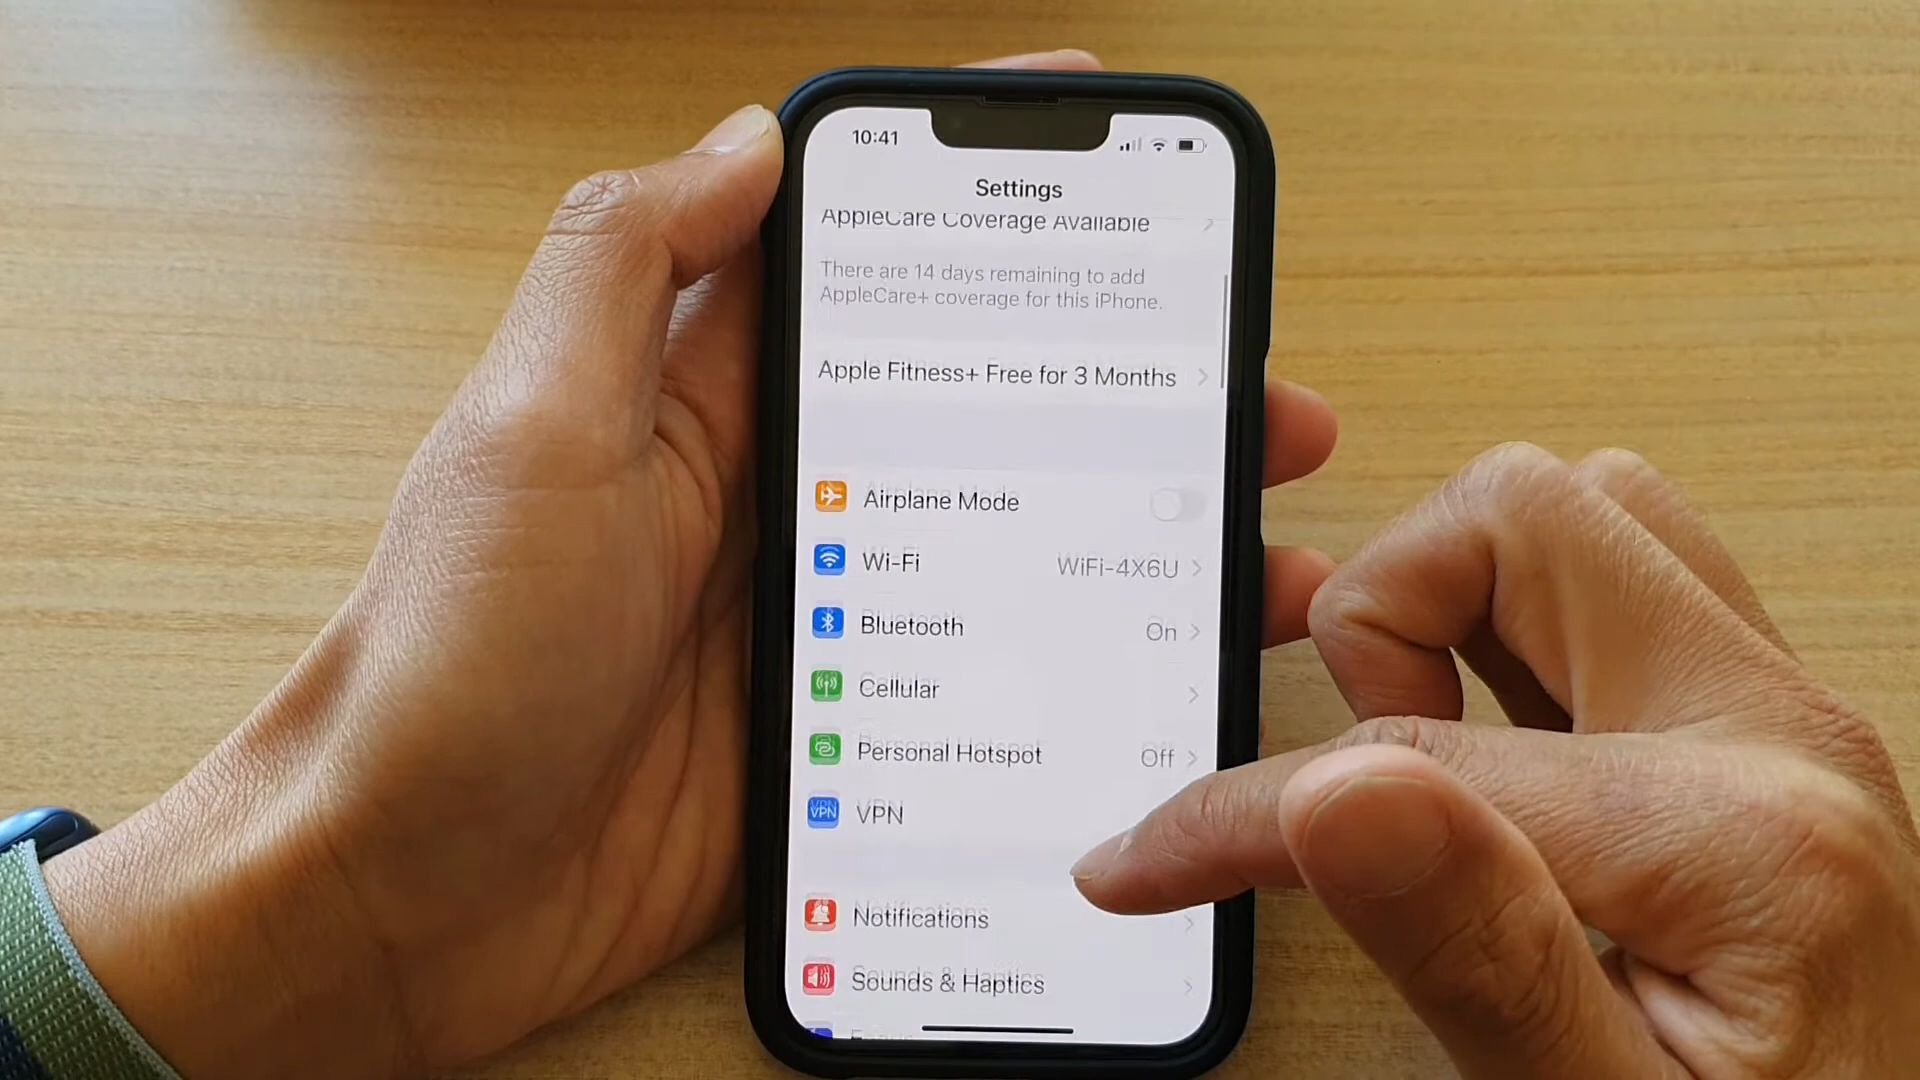 10:41
Settings
AppleCare Coverage Available
There are 14 days remaining to add
AppleCare+ coverage for this iPhone.
Apple Fitness+ Free for 3 Months
Airplane Mode
Wi-Fi WiFi-4X6U
Bluetooth On
Cellular
Personal Hotspot Off
VPN VPN
Notifications
Sounds & Haptics